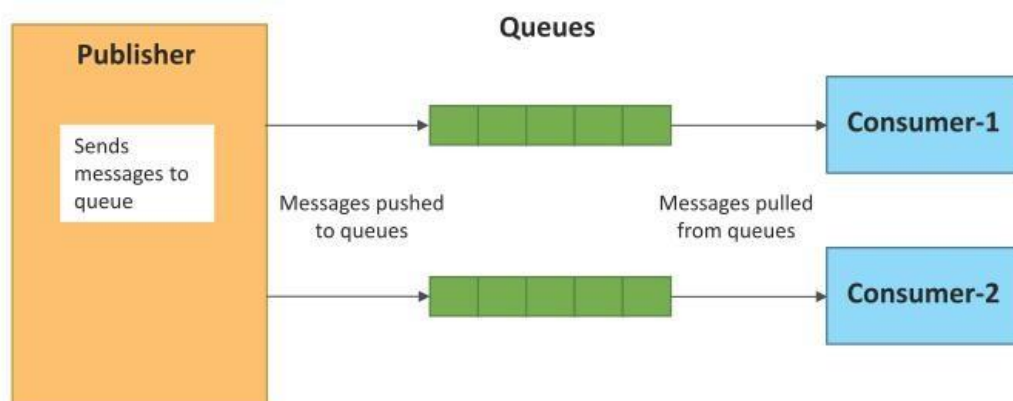 Queues
Publisher
Sends
messages to
queue
Messages pushed
to queues
Messages pulled
from queues
Consumer-1
Consumer-2